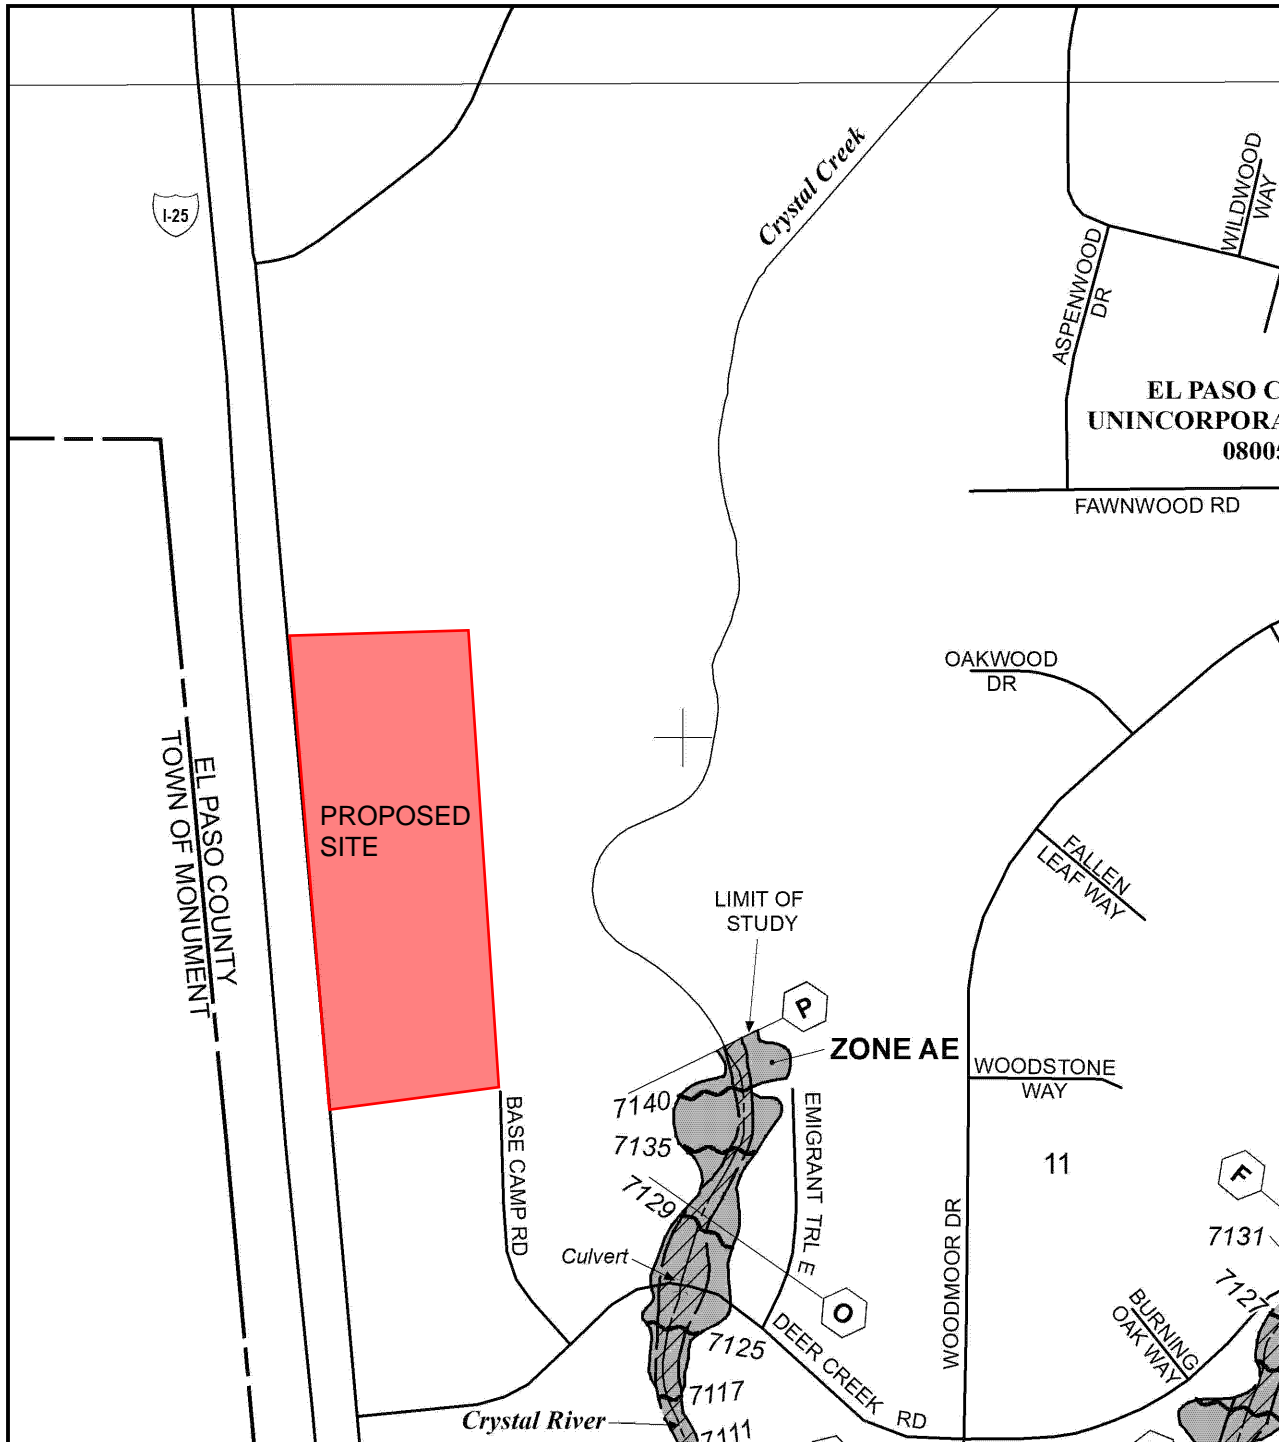 Crystal Creek
WILDWOOD
WAY
I-25
ASPENWOOD
DR
EL PASO C
UNINCORPORA
0800
FAWNWOOD RD
OAKWOOD
DR
EL PASO COUNTY
TOWN OF MONUMENT
PROPOSED
SITE
FALLEN
LEAF WAY
LIMIT OF
STUDY
P
ZONE AE
WOODSTONE
WAY
7140
7135
7129
BASE CAMP RD
EMIGRANT TRL E
11
F
7131
7127
Culvert
O
WOODMOOR DR
BURNING
OAK WAY
7125
DEER CREEK RD
7117
Crystal River
7111